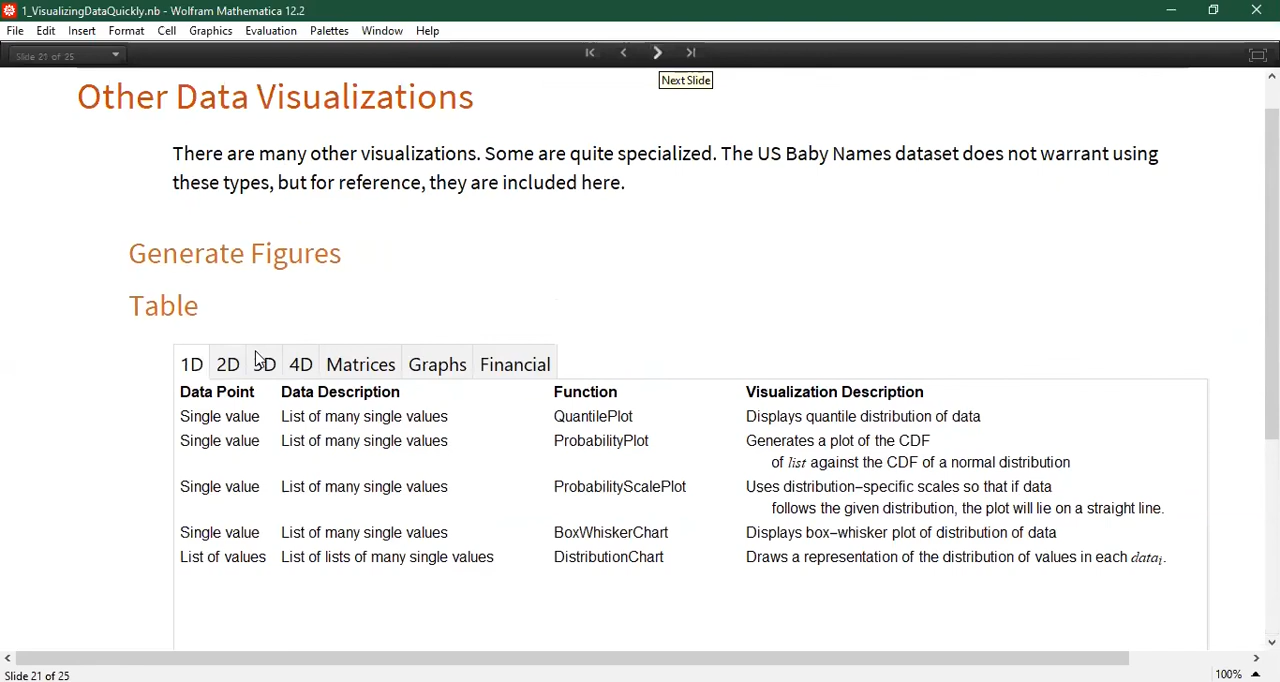 1_VisualizingDataQuickly.nb - Wolfram Mathematica 12.2
File Edit Insert Format Cell Graphics Evaluation Palettes Window Help
Slide 21 of 25
Next Slide
Other Data Visualizations
There are many other visualizations. Some are quite specialized. The US Baby Names dataset does not warrant using
these types, but for reference, they are included here.
Generate Figures
Table
1D 2D 3D 4D Matrices Graphs Financial
Data Point Data Description Function Visualization Description
Single value List of many single values QuantilePlot Displays quantile distribution of data
Single value List of many single values ProbabilityPlot Generates a plot of the CDF
of list against the CDF of a normal distribution
Single value List of many single values ProbabilityScalePlot Uses distribution–specific scales so that if data
follows the given distribution, the plot will lie on a straight line.
Single value List of many single values BoxWhiskerChart Displays box–whisker plot of distribution of data
List of values List of lists of many single values DistributionChart Draws a representation of the distribution of values in each dataᵢ.
Slide 21 of 25
100%